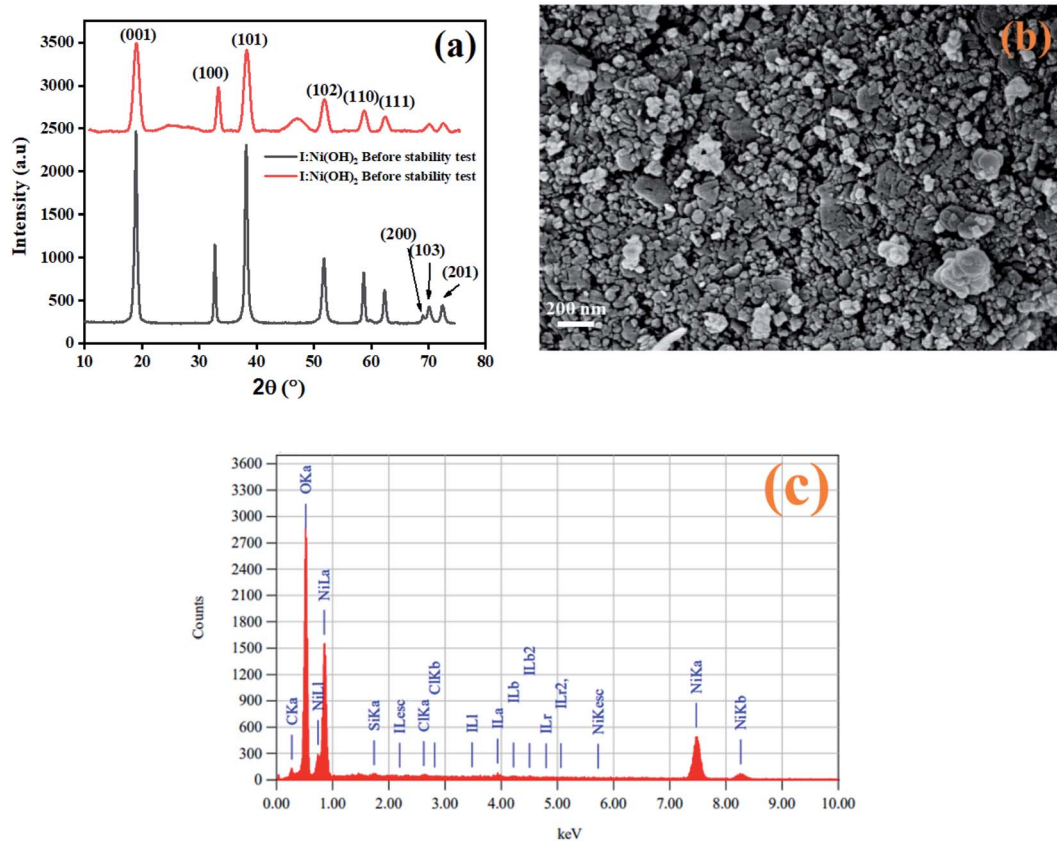 (a)
3500
3000
2500
2000
1500
1000
500
0
Intensity (a.u)
(001)
(100)
(101)
(102)
(110)
(111)
I:Ni(OH)₂ Before stability test
I:Ni(OH)₂ Before stability test
(200)
(103)
(201)
10 20 30 40 50 60 70 80
2θ (°)
(b)
200 nm
(c)
3600
3300
3000
2700
2400
2100
1800
1500
1200
900
600
300
0
Counts
CKa
OKa
NiLl
NiLa
SiKa
ILesc
ClKa
ClKb
ILl
ILa
ILb
ILb2
ILr
ILr2,
NiKesc
NiKa
NiKb
0.00 1.00 2.00 3.00 4.00 5.00 6.00 7.00 8.00 9.00 10.00
keV